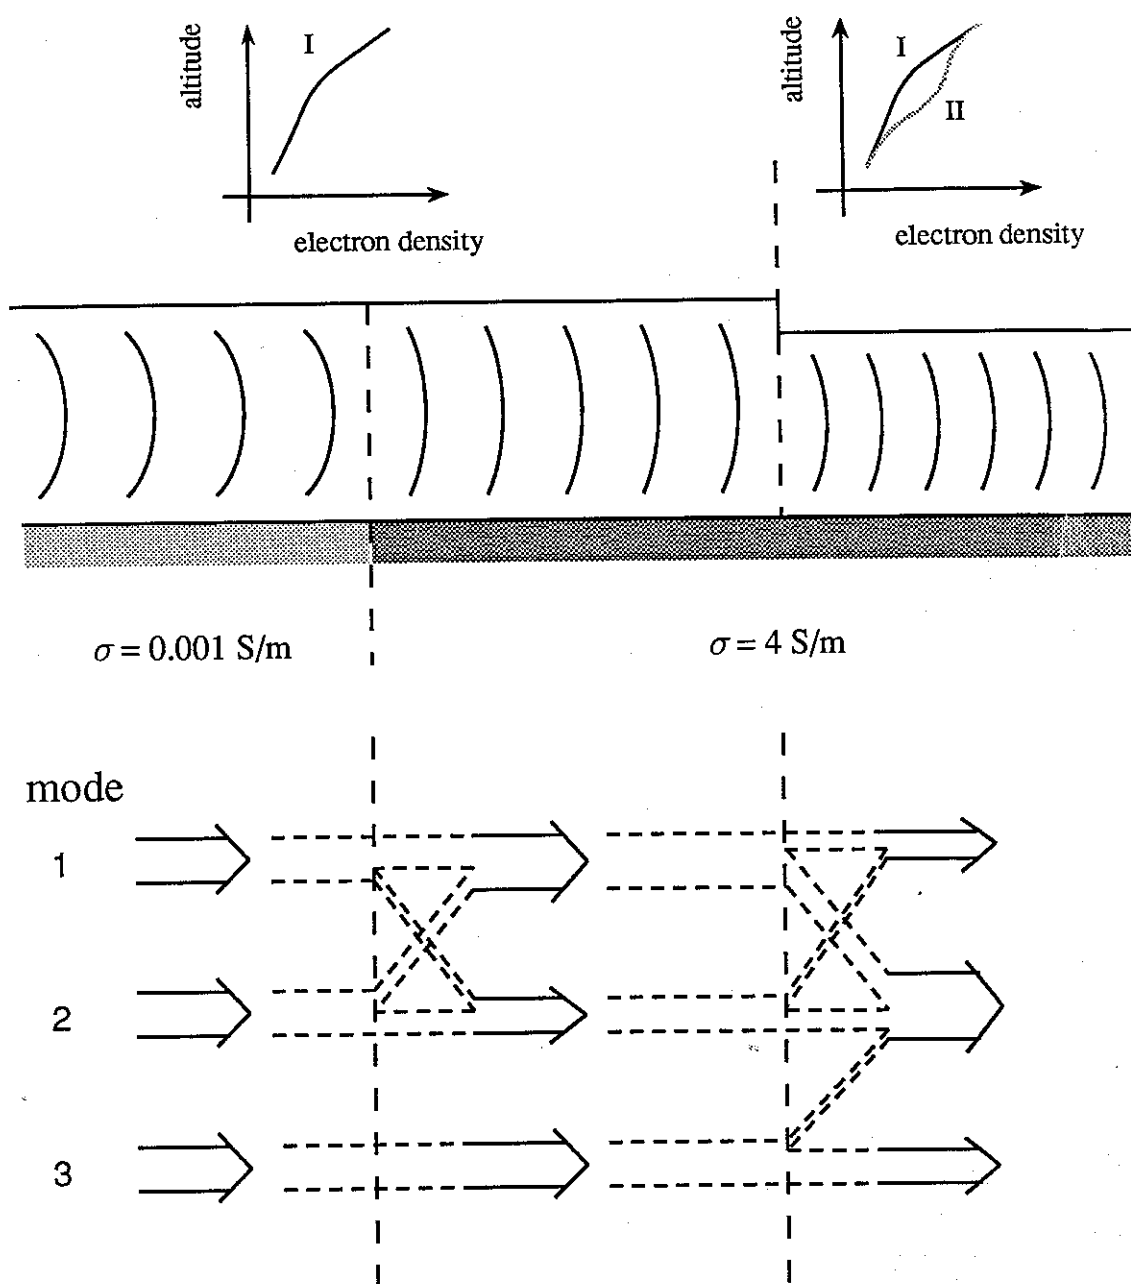 altitude
I
electron density
altitude
I
II
electron density
σ = 0.001 S/m
σ = 4 S/m
mode
1
2
3